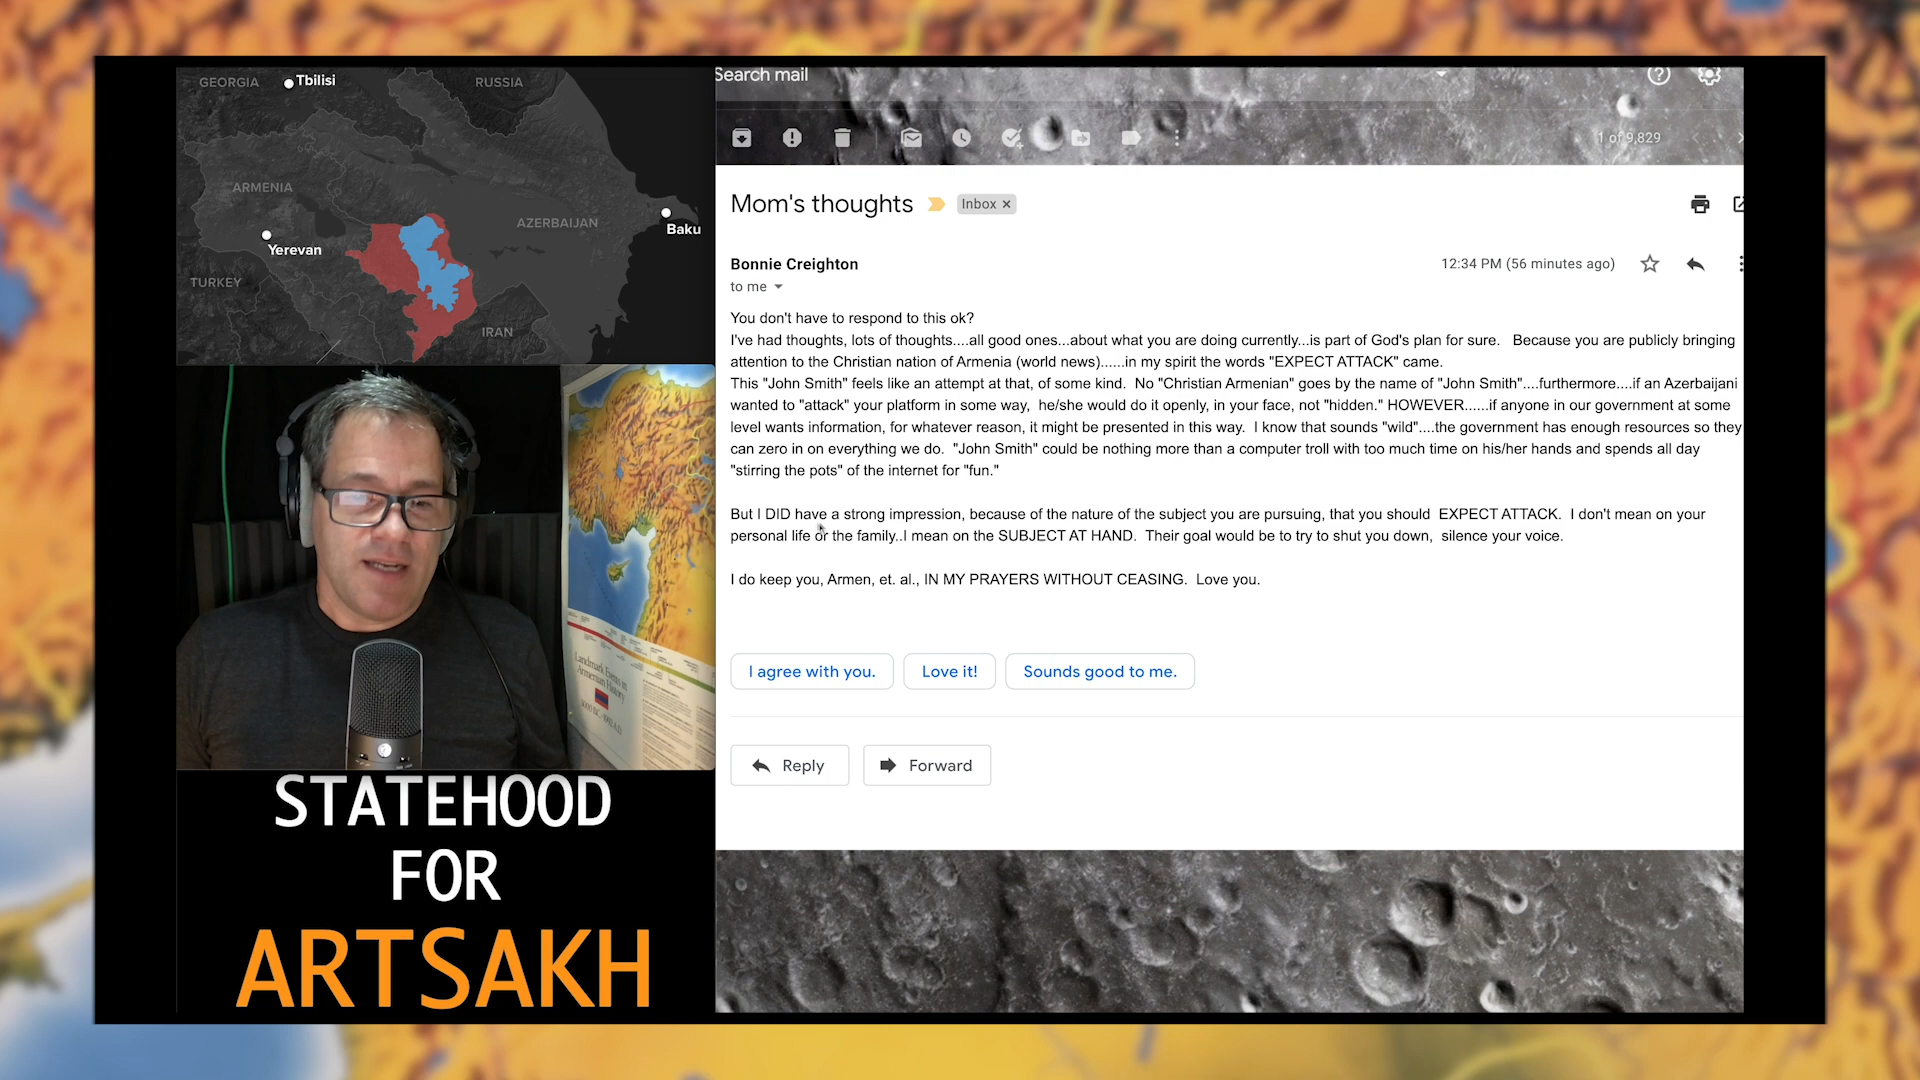 GEORGIA
Tbilisi
RUSSIA
ARMENIA
AZERBAIJAN
Baku
Yerevan
TURKEY
IRAN
Search mail
1 of 9,829
Mom's thoughts
Inbox ×
Bonnie Creighton
12:34 PM (56 minutes ago)
to me
You don't have to respond to this ok?
I've had thoughts, lots of thoughts....all good ones...about what you are doing currently...is part of God's plan for sure. Because you are publicly bringing
attention to the Christian nation of Armenia (world news)......in my spirit the words "EXPECT ATTACK" came.
This "John Smith" feels like an attempt at that, of some kind. No "Christian Armenian" goes by the name of "John Smith"....furthermore....if an Azerbaijani
wanted to "attack" your platform in some way, he/she would do it openly, in your face, not "hidden." HOWEVER......if anyone in our government at some
level wants information, for whatever reason, it might be presented in this way. I know that sounds "wild"....the government has enough resources so they
can zero in on everything we do. "John Smith" could be nothing more than a computer troll with too much time on his/her hands and spends all day
"stirring the pots" of the internet for "fun."
But I DID have a strong impression, because of the nature of the subject you are pursuing, that you should EXPECT ATTACK. I don't mean on your
personal life or the family..I mean on the SUBJECT AT HAND. Their goal would be to try to shut you down, silence your voice.
I do keep you, Armen, et. al., IN MY PRAYERS WITHOUT CEASING. Love you.
I agree with you.
Love it!
Sounds good to me.
Reply
Forward
Landmark Events in
Armenian History
STATEHOOD
FOR
ARTSAKH